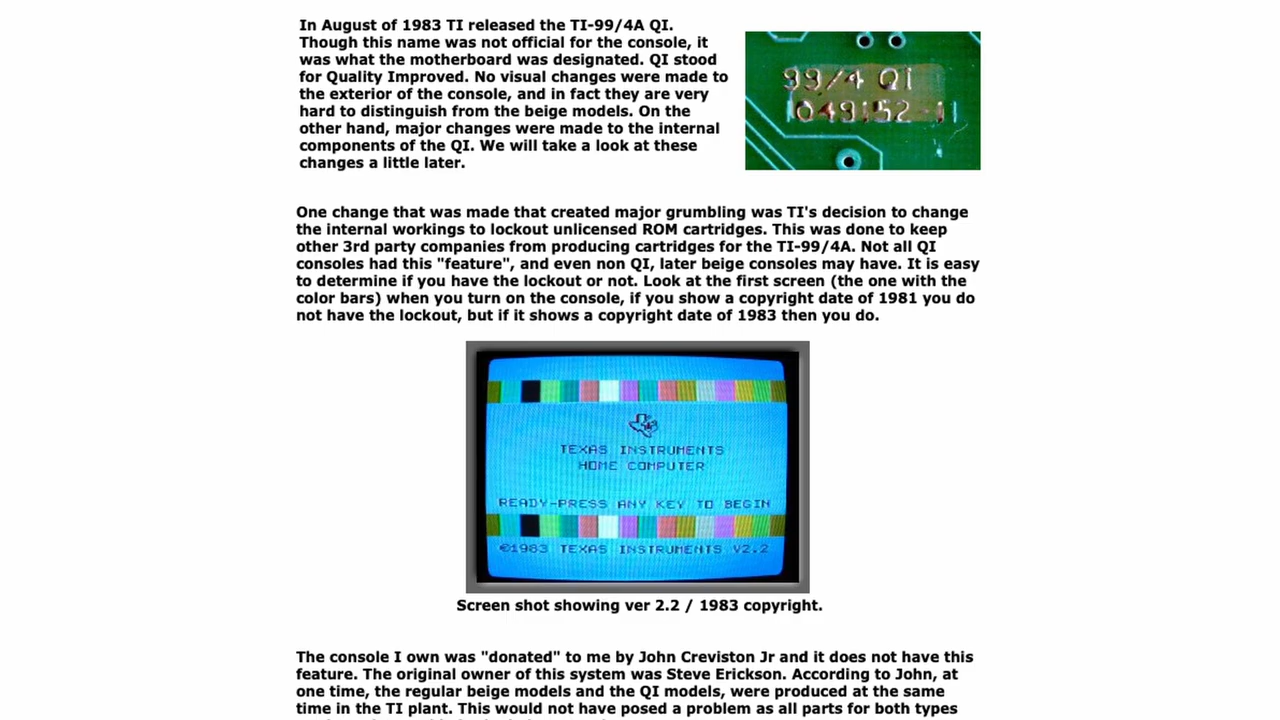 In August of 1983 TI released the TI-99/4A QI.
Though this name was not official for the console, it
was what the motherboard was designated. QI stood
for Quality Improved. No visual changes were made to
the exterior of the console, and in fact they are very
hard to distinguish from the beige models. On the
other hand, major changes were made to the internal
components of the QI. We will take a look at these
changes a little later.
99/4 QI
1049152-11
One change that was made that created major grumbling was TI's decision to change
the internal workings to lockout unlicensed ROM cartridges. This was done to keep
other 3rd party companies from producing cartridges for the TI-99/4A. Not all QI
consoles had this "feature", and even non QI, later beige consoles may have. It is easy
to determine if you have the lockout or not. Look at the first screen (the one with the
color bars) when you turn on the console, if you show a copyright date of 1981 you do
not have the lockout, but if it shows a copyright date of 1983 then you do.
TEXAS INSTRUMENTS
HOME COMPUTER
READY-PRESS ANY KEY TO BEGIN
©1983 TEXAS INSTRUMENTS V2.2
Screen shot showing ver 2.2 / 1983 copyright.
The console I own was "donated" to me by John Creviston Jr and it does not have this
feature. The original owner of this system was Steve Erickson. According to John, at
one time, the regular beige models and the QI models, were produced at the same
time in the TI plant. This would not have posed a problem as all parts for both types